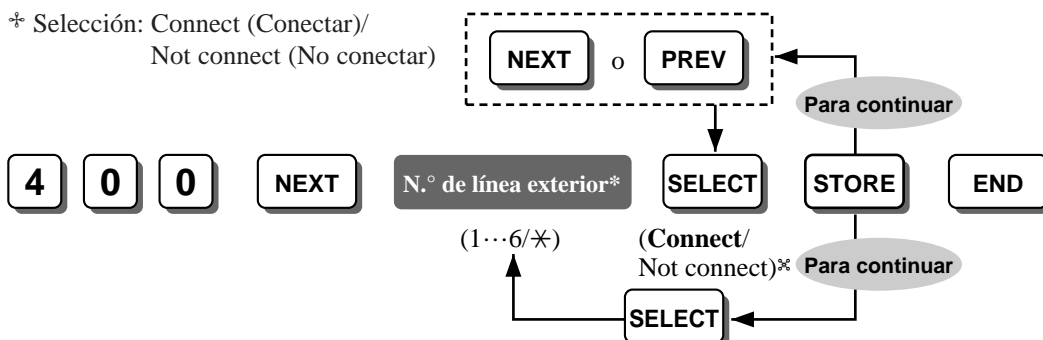 ✢ Selección: Connect (Conectar)/
Not connect (No conectar)
NEXT o PREV
Para continuar
4 0 0 NEXT N.° de línea exterior* SELECT STORE END
(1···6/✳) (Connect/
Not connect)⌘ Para continuar
SELECT